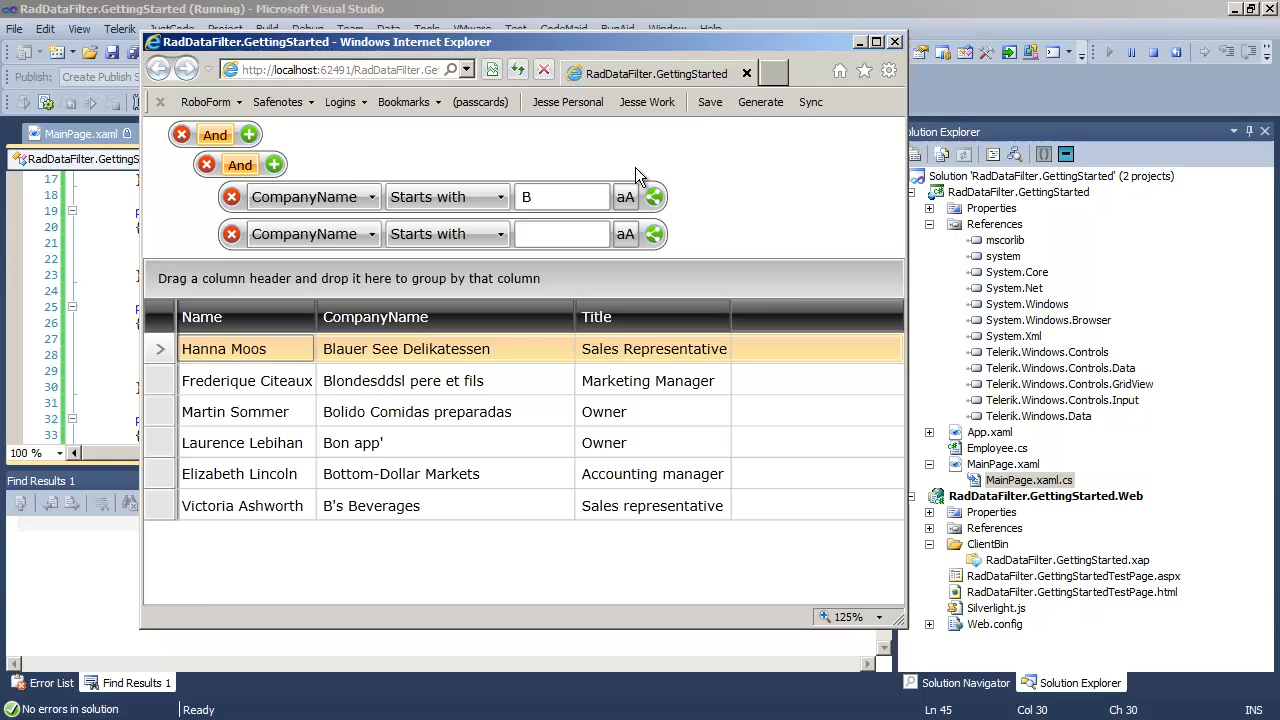 RadDataFilter.GettingStarted (Running) - Microsoft Visual Studio
File Edit View Telerik
RadDataFilter.GettingStarted - Windows Internet Explorer
http://localhost:62491/RadDataFilter.Ge
RadDataFilter.GettingStarted
RoboForm Safenotes Logins Bookmarks (passcards) Jesse Personal Jesse Work Save Generate Sync
Publish: Create Publish S
MainPage.xaml
RadDataFilter.GettingS
And
And
CompanyName Starts with B aA
CompanyName Starts with aA
Drag a column header and drop it here to group by that column
Name CompanyName Title
Hanna Moos Blauer See Delikatessen Sales Representative
Frederique Citeaux Blondesddsl pere et fils Marketing Manager
Martin Sommer Bolido Comidas preparadas Owner
Laurence Lebihan Bon app' Owner
Elizabeth Lincoln Bottom-Dollar Markets Accounting manager
Victoria Ashworth B's Beverages Sales representative
125%
17
18
19
20
21
22
23
24
25
26
27
28
29
30
31
32
33
100 %
Find Results 1
Error List Find Results 1
No errors in solution Ready
olution Explorer
Solution 'RadDataFilter.GettingStarted' (2 projects)
RadDataFilter.GettingStarted
Properties
References
mscorlib
system
System.Core
System.Net
System.Windows
System.Windows.Browser
System.Xml
Telerik.Windows.Controls
Telerik.Windows.Controls.Data
Telerik.Windows.Controls.GridView
Telerik.Windows.Controls.Input
Telerik.Windows.Data
App.xaml
Employee.cs
MainPage.xaml
MainPage.xaml.cs
RadDataFilter.GettingStarted.Web
Properties
References
ClientBin
RadDataFilter.GettingStarted.xap
RadDataFilter.GettingStartedTestPage.aspx
RadDataFilter.GettingStartedTestPage.html
Silverlight.js
Web.config
Solution Navigator Solution Explorer
Ln 45 Col 30 Ch 30 INS